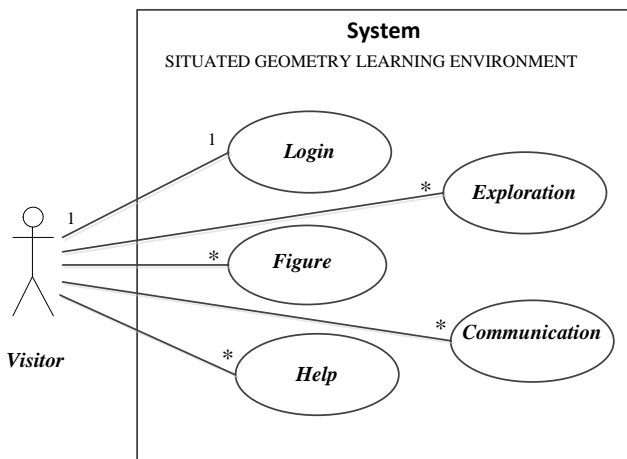 System
SITUATED GEOMETRY LEARNING ENVIRONMENT
1
Login
*
Exploration
1
*
Figure
*
Communication
Visitor
*
Help